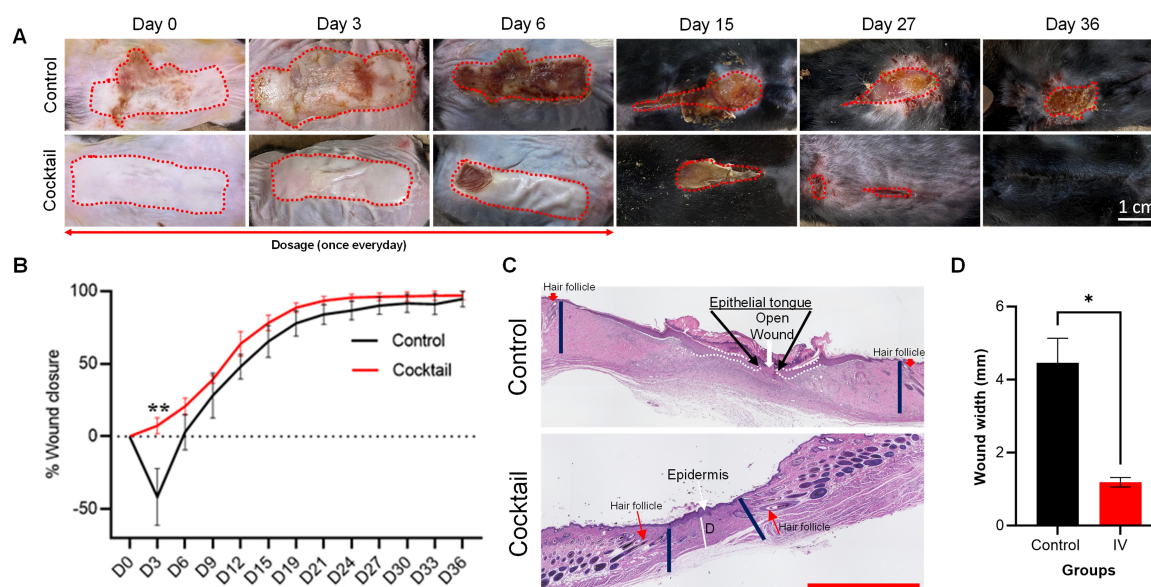 Day 0 Day 3 Day 6 Day 15 Day 27 Day 36
A
Control
Cocktail
1 cm
Dosage (once everyday)
B
% Wound closure
100
50
0
-50
**
Control
Cocktail
D0 D3 D6 D9 D12 D15 D19 D21 D24 D27 D30 D33 D36
C
Control
Hair follicle
Epithelial tongue
Open
Wound
Hair follicle
Cocktail
Epidermis
Hair follicle
D
Hair follicle
D
Wound width (mm)
6
4
2
0
*
Control IV
Groups